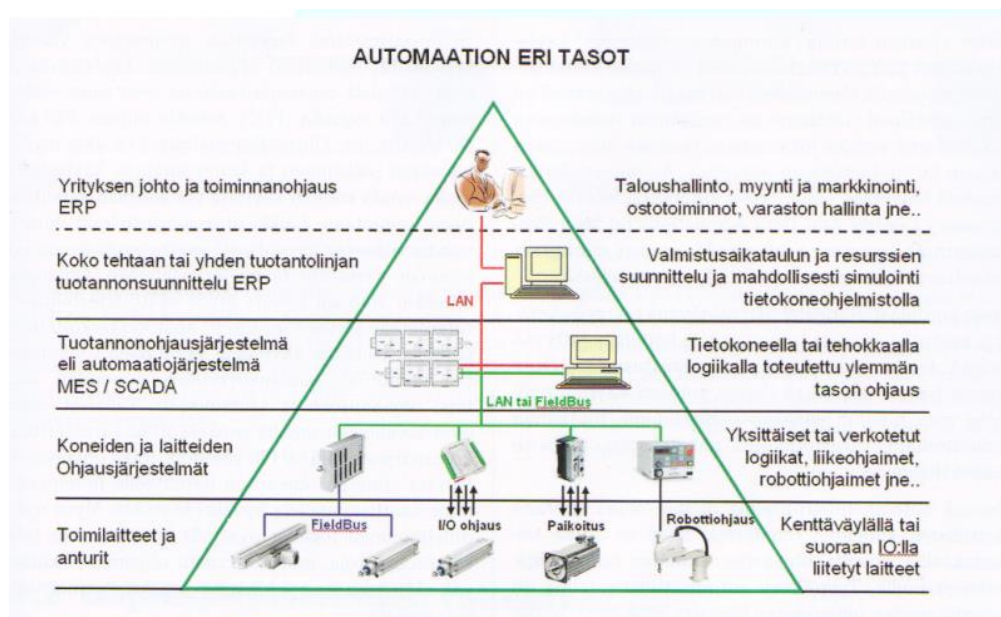 AUTOMAATION ERI TASOT
Yrityksen johto ja toiminnanohjaus
ERP
Taloushallinto, myynti ja markkinointi,
ostotoiminnot, varaston hallinta jne..
Koko tehtaan tai yhden tuotantolinjan
tuotannonsuunnittelu ERP
LAN
Valmistusaikataulun ja resurssien
suunnittelu ja mahdollisesti simulointi
tietokoneohjelmistolla
Tuotannonohjausjärjestelmä
eli automaatiojärjestelmä
MES / SCADA
Tietokoneella tai tehokkaalla
logiikalla toteutettu ylemmän
tason ohjaus
LAN tai FieldBus
Koneiden ja laitteiden
Ohjausjärjestelmät
Yksittäiset tai verkotetut
logiikat, liikeohjaimet,
robottiohjaimet jne..
Toimilaitteet ja
anturit
FieldBus
I/O ohjaus
Paikoitus
Robottiohjaus
Kenttäväylällä tai
suoraan IO:lla
liitetyt laitteet